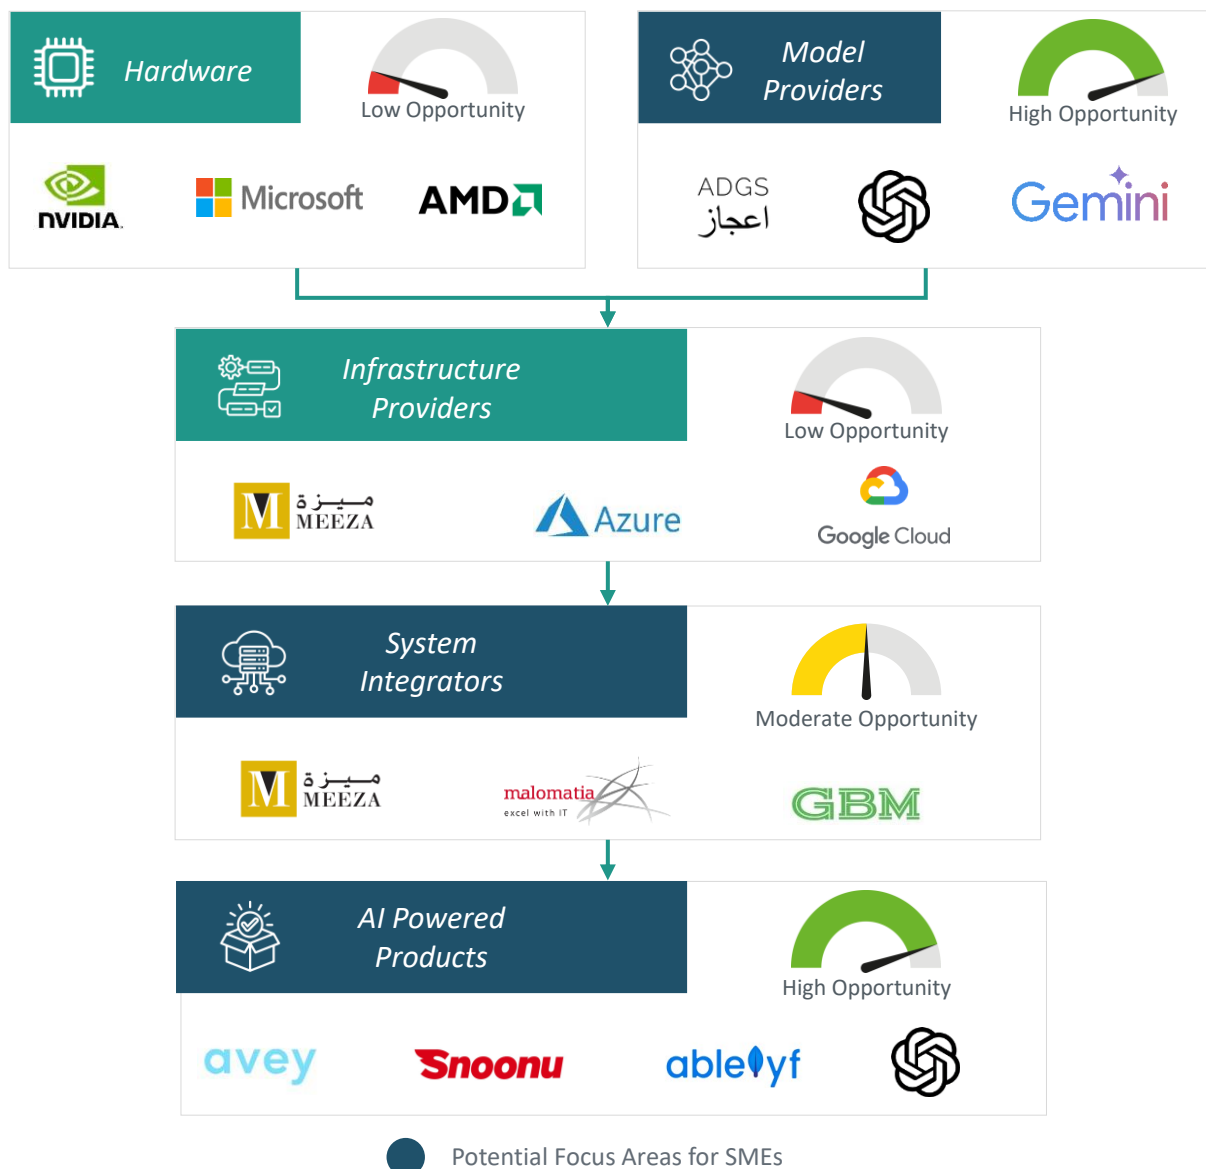 Hardware
Low Opportunity
NVIDIA.
Microsoft
AMD
Model
Providers
High Opportunity
ADGS
اعجاز
Gemini
Infrastructure
Providers
Low Opportunity
M
ميزة
MEEZA
Azure
Google Cloud
System
Integrators
Moderate Opportunity
M
ميزة
MEEZA
malomatia
excel with IT
GBM
AI Powered
Products
High Opportunity
avey
Snoonu
ablelyf
Potential Focus Areas for SMEs